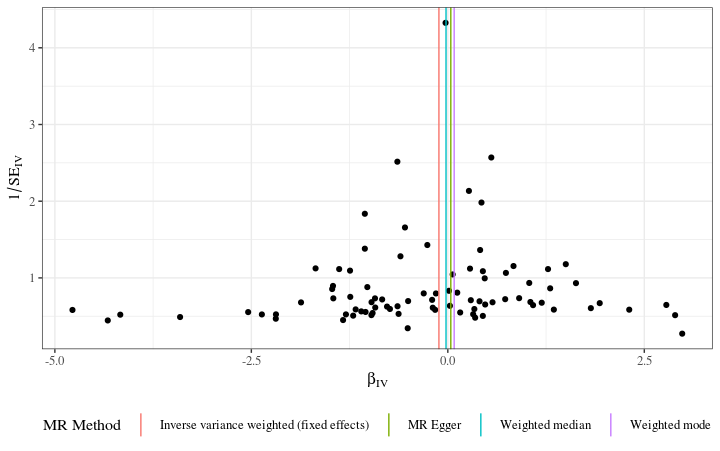 4
3
2
1
1/SE_IV
-5.0 -2.5 0.0 2.5
β_IV
MR Method Inverse variance weighted (fixed effects) MR Egger Weighted median Weighted mode